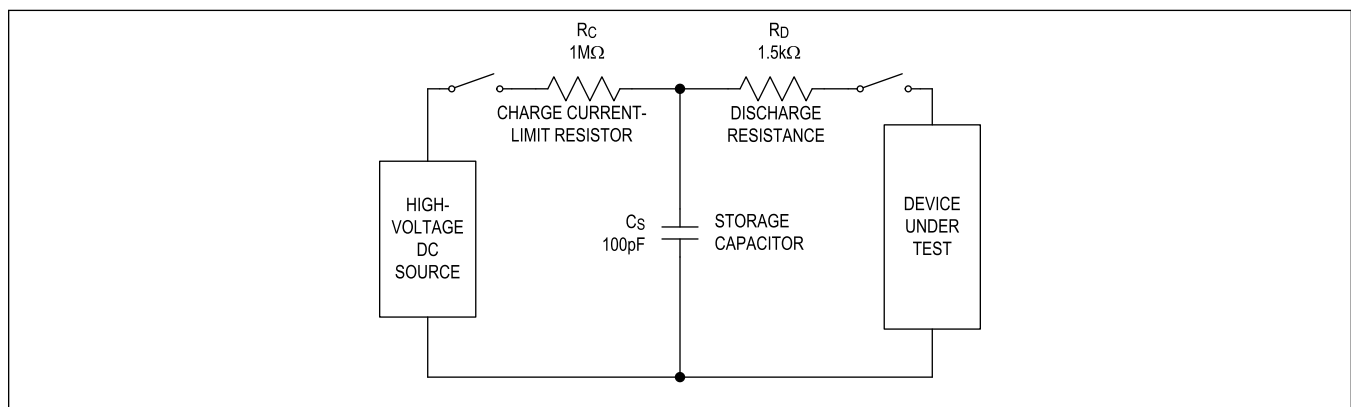 RC
1MΩ
CHARGE CURRENT-
LIMIT RESISTOR
RD
1.5kΩ
DISCHARGE
RESISTANCE
HIGH-
VOLTAGE
DC
SOURCE
CS
100pF
STORAGE
CAPACITOR
DEVICE
UNDER
TEST